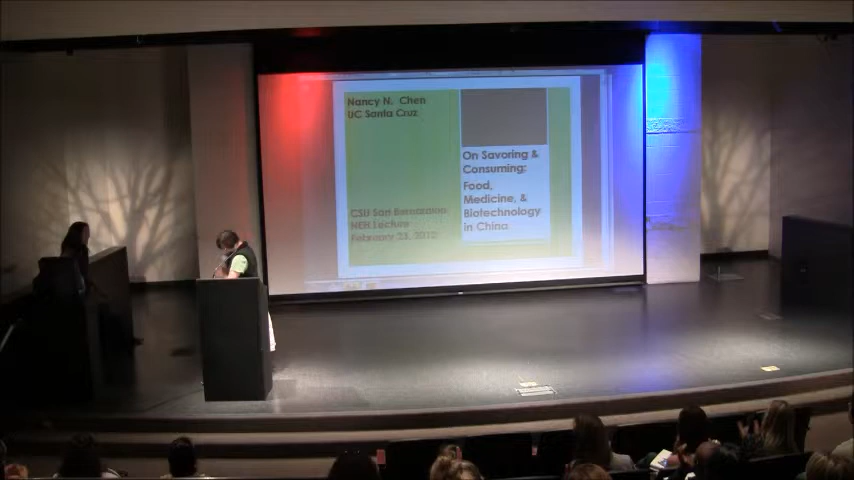 Nancy N. Chen
UC Santa Cruz
On Savoring &
Consuming:
Food,
Medicine, &
Biotechnology
in China
CSU San Bernardino
NEH Lecture
February 23, 2012